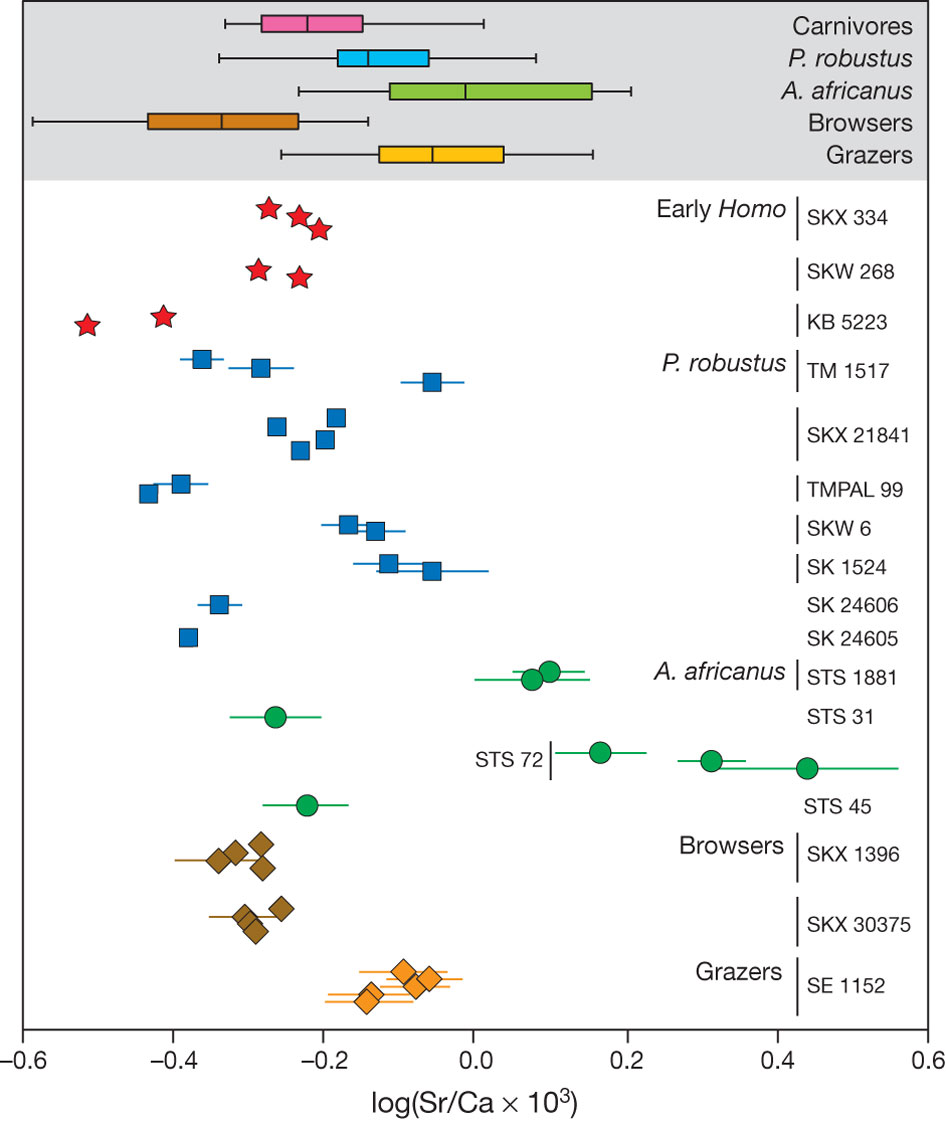 Carnivores
P. robustus
A. africanus
Browsers
Grazers
Early Homo SKX 334
SKW 268
KB 5223
P. robustus TM 1517
SKX 21841
TMPAL 99
SKW 6
SK 1524
SK 24606
SK 24605
A. africanus STS 1881
STS 31
STS 72
STS 45
Browsers SKX 1396
SKX 30375
Grazers SE 1152
–0.6 –0.4 –0.2 0.0 0.2 0.4 0.6
log(Sr/Ca × 10³)